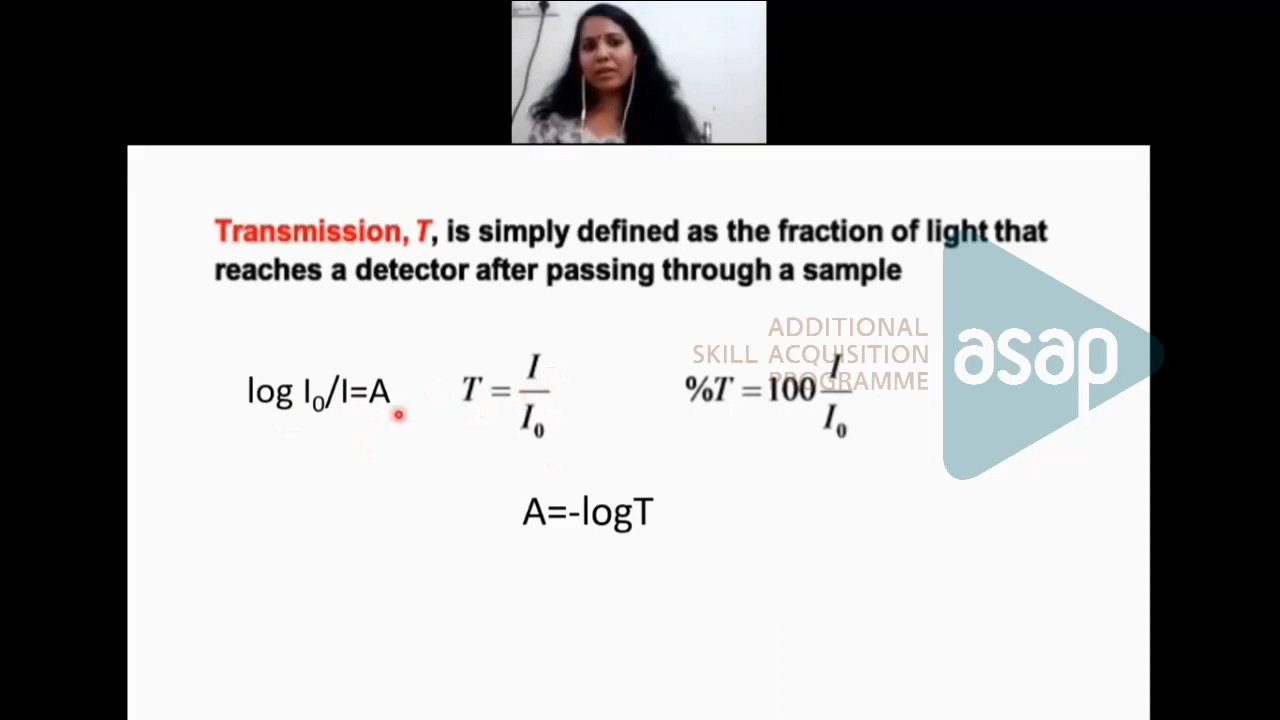 Transmission, T, is simply defined as the fraction of light that
reaches a detector after passing through a sample
ADDITIONAL
SKILL ACQUISITION
PROGRAMME
asap
log I₀/I=A
T = I/I₀
%T = 100 I/I₀
A=-logT